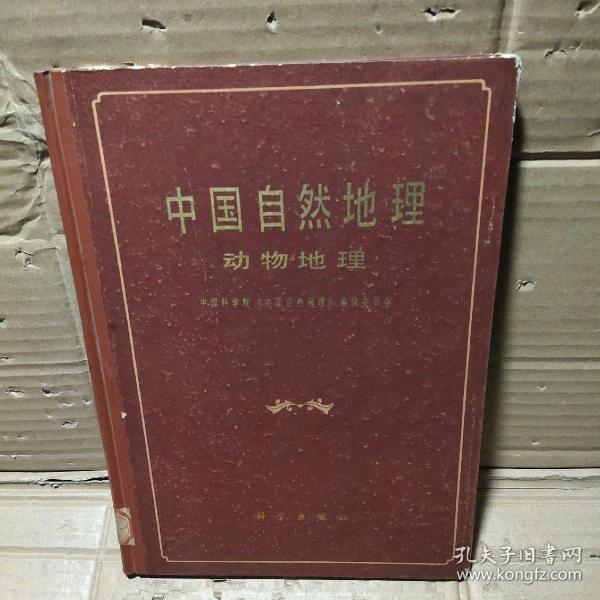 中国自然地理
动物地理
中国科学院《中国自然地理》编辑委员会
科学出版社
孔夫子旧书网
www.kongfz.com